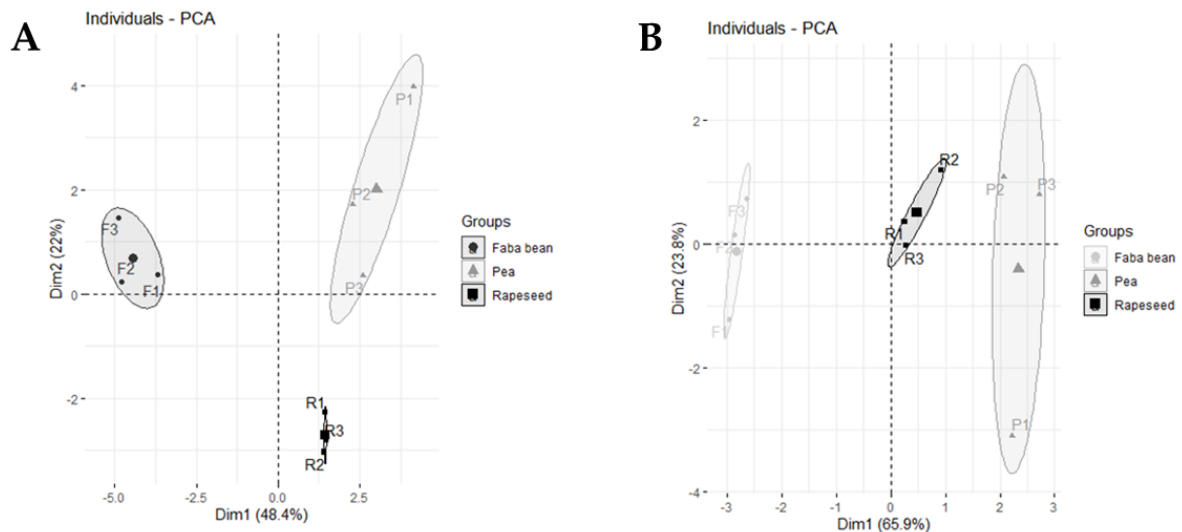 A
Individuals - PCA
4
2
0
-2
P1
P2
P3
F3
F2
F1
R1
R3
R2
-5.0
-2.5
0.0
2.5
Dim1 (48.4%)
Dim2 (22%)
Groups
Faba bean
Pea
Rapeseed
B
Individuals - PCA
2
0
-2
-4
R2
P2
P3
F3
R1
F2
R3
F1
P1
-3
-2
-1
0
1
2
3
Dim1 (65.9%)
Dim2 (23.8%)
Groups
Faba bean
Pea
Rapeseed